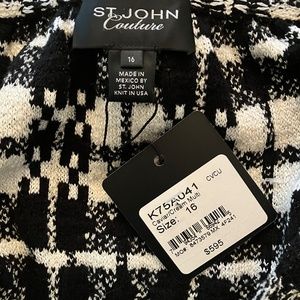 ST. JOHN
Couture
16
MADE IN
MEXICO BY
ST. JOHN
KNIT IN USA
CVCU
K75A041
Caviar/Cream Multi
Size: 16
$595